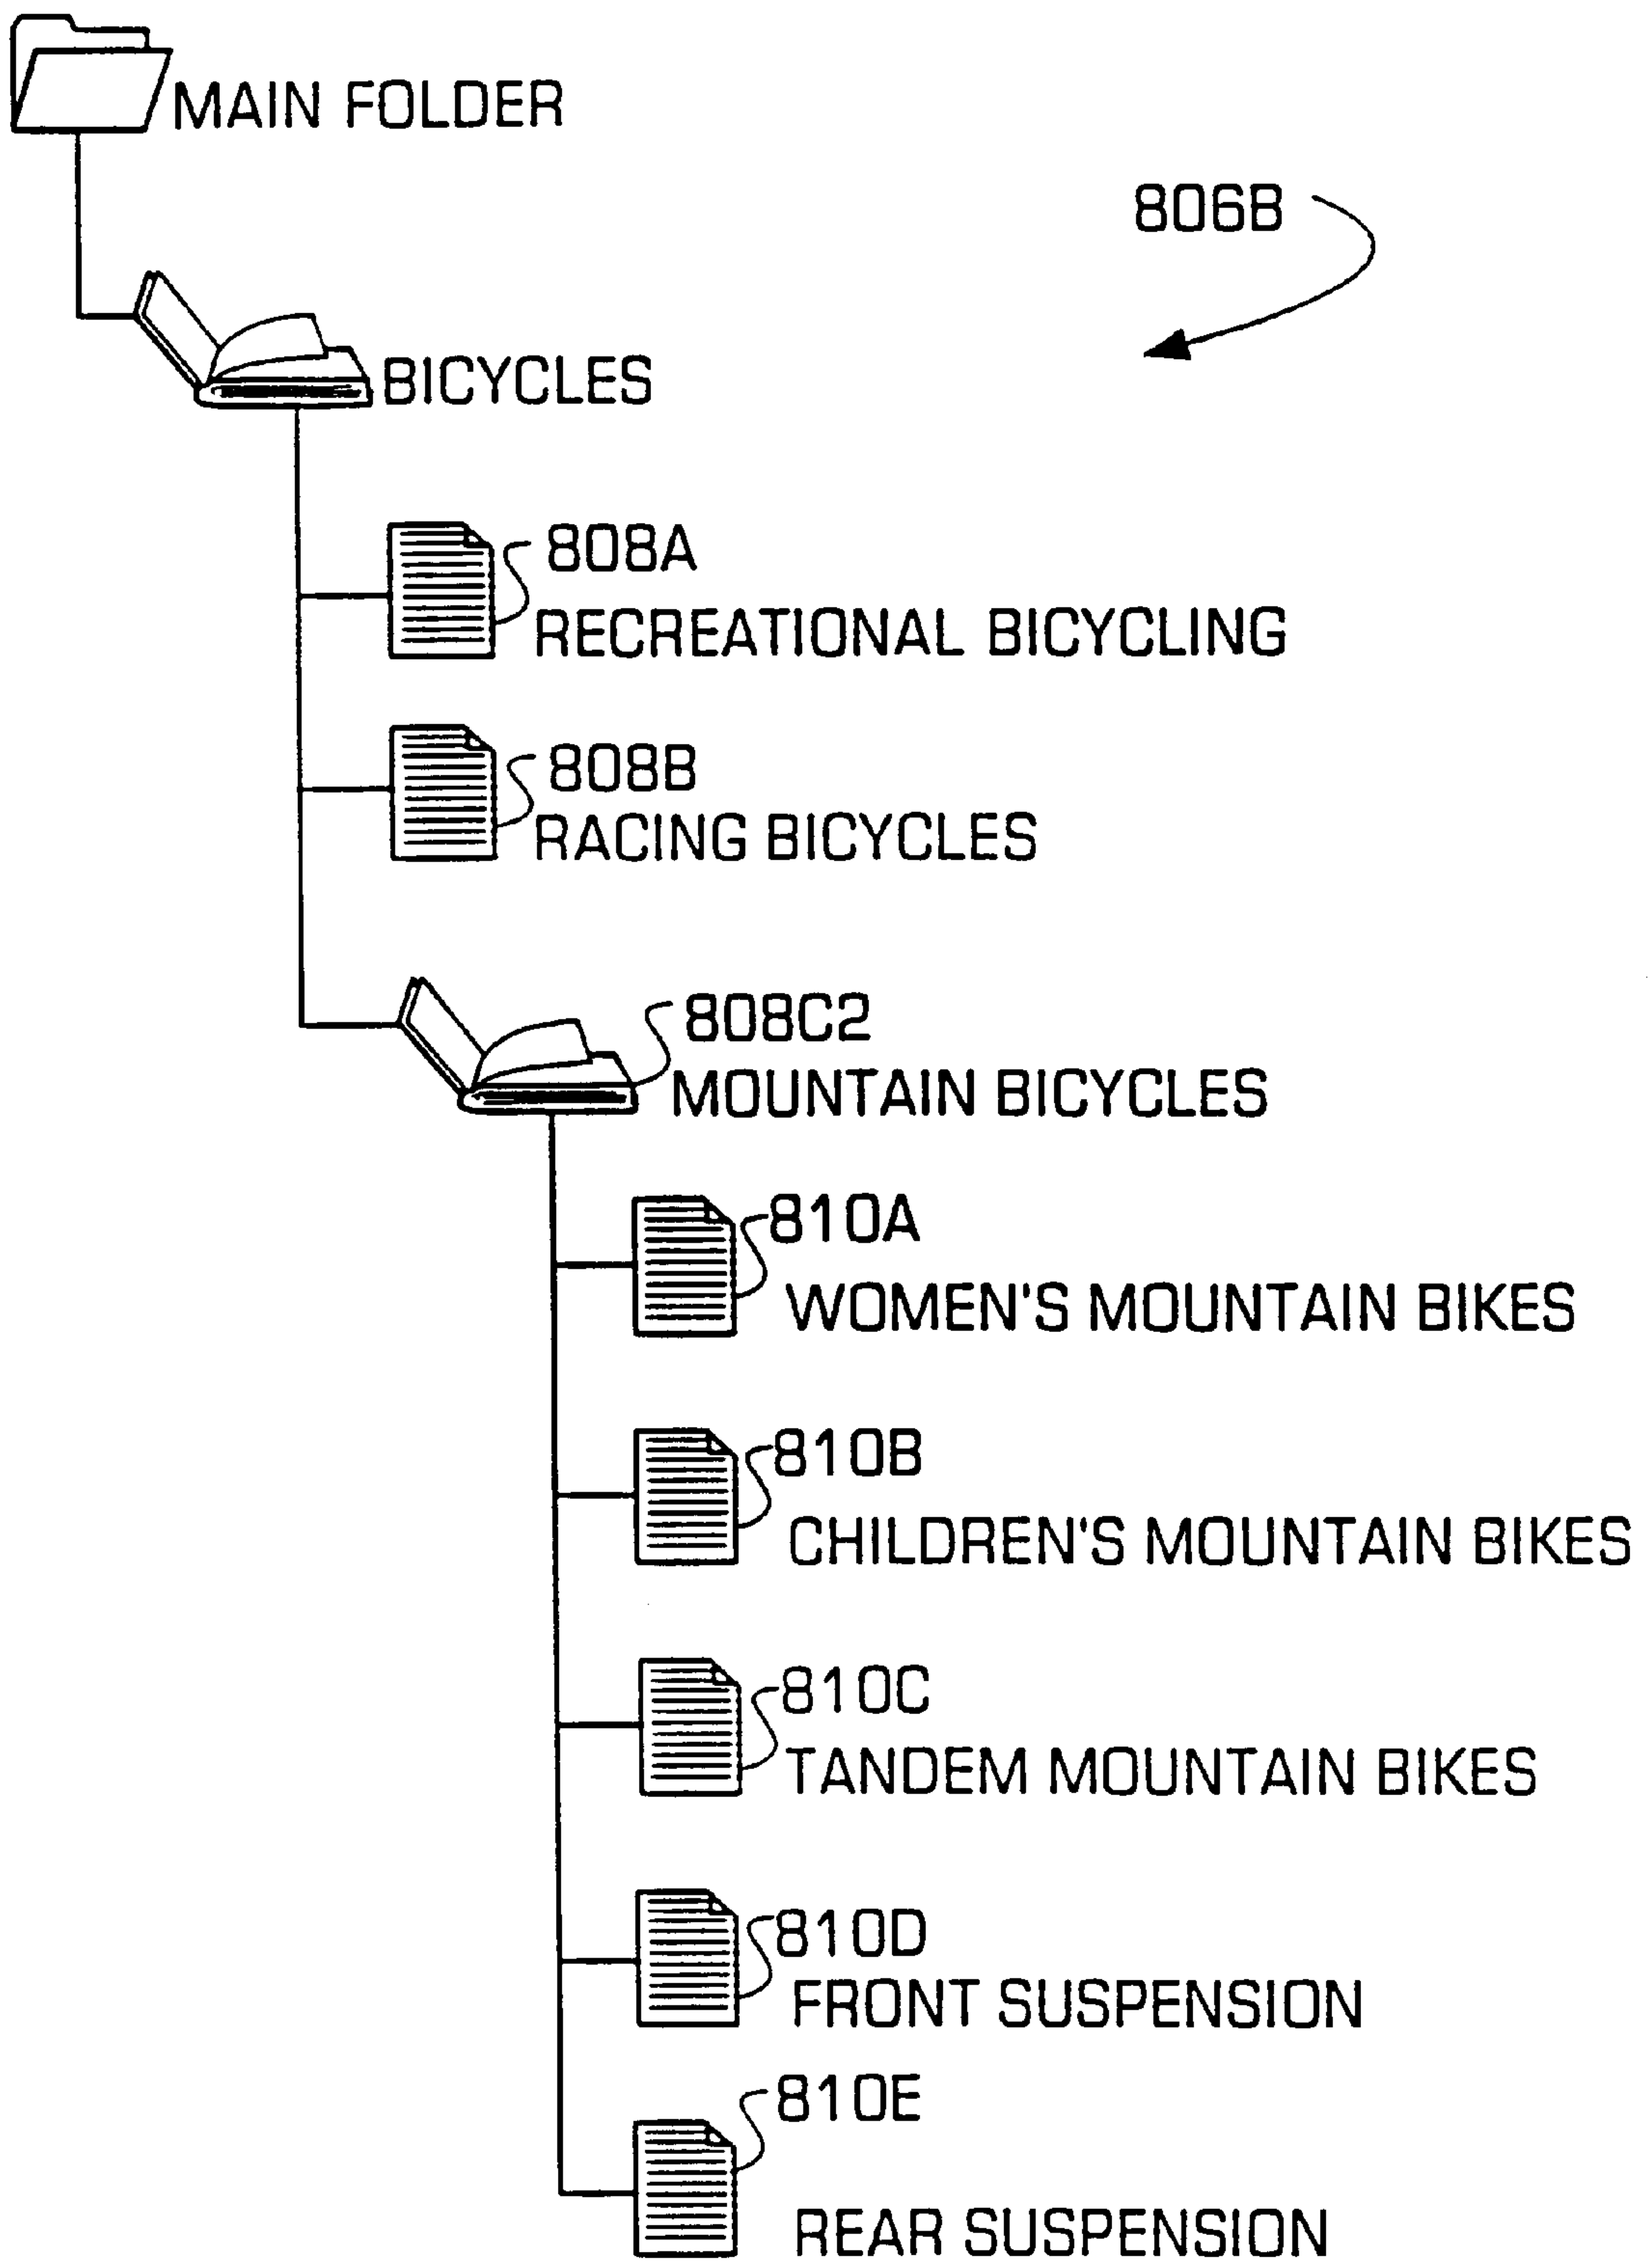 MAIN FOLDER
806B
BICYCLES
808A
RECREATIONAL BICYCLING
808B
RACING BICYCLES
808C2
MOUNTAIN BICYCLES
810A
WOMEN'S MOUNTAIN BIKES
810B
CHILDREN'S MOUNTAIN BIKES
810C
TANDEM MOUNTAIN BIKES
810D
FRONT SUSPENSION
810E
REAR SUSPENSION